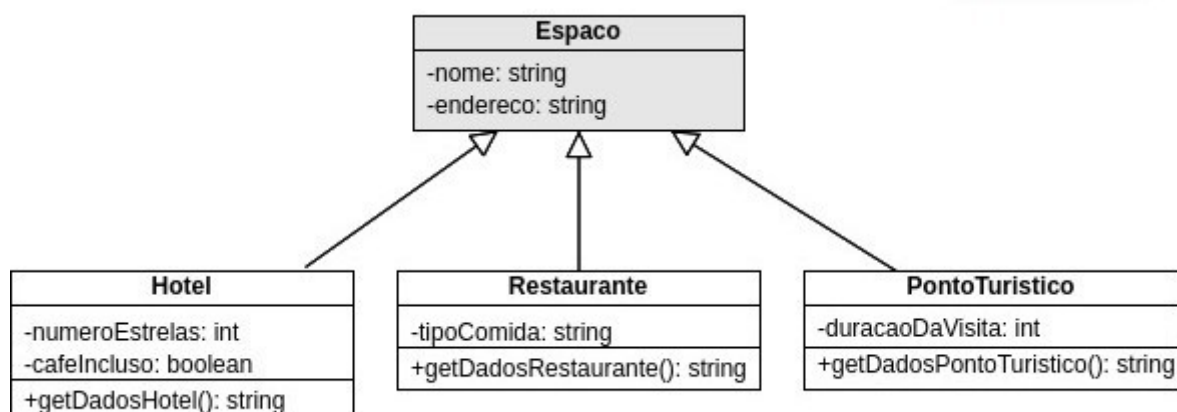 Espaco
-nome: string
-endereco: string
Hotel
-numeroEstrelas: int
-cafeIncluso: boolean
+getDadosHotel(): string
Restaurante
-tipoComida: string
+getDadosRestaurante(): string
PontoTuristico
-duracaoDaVisita: int
+getDadosPontoTuristico(): string